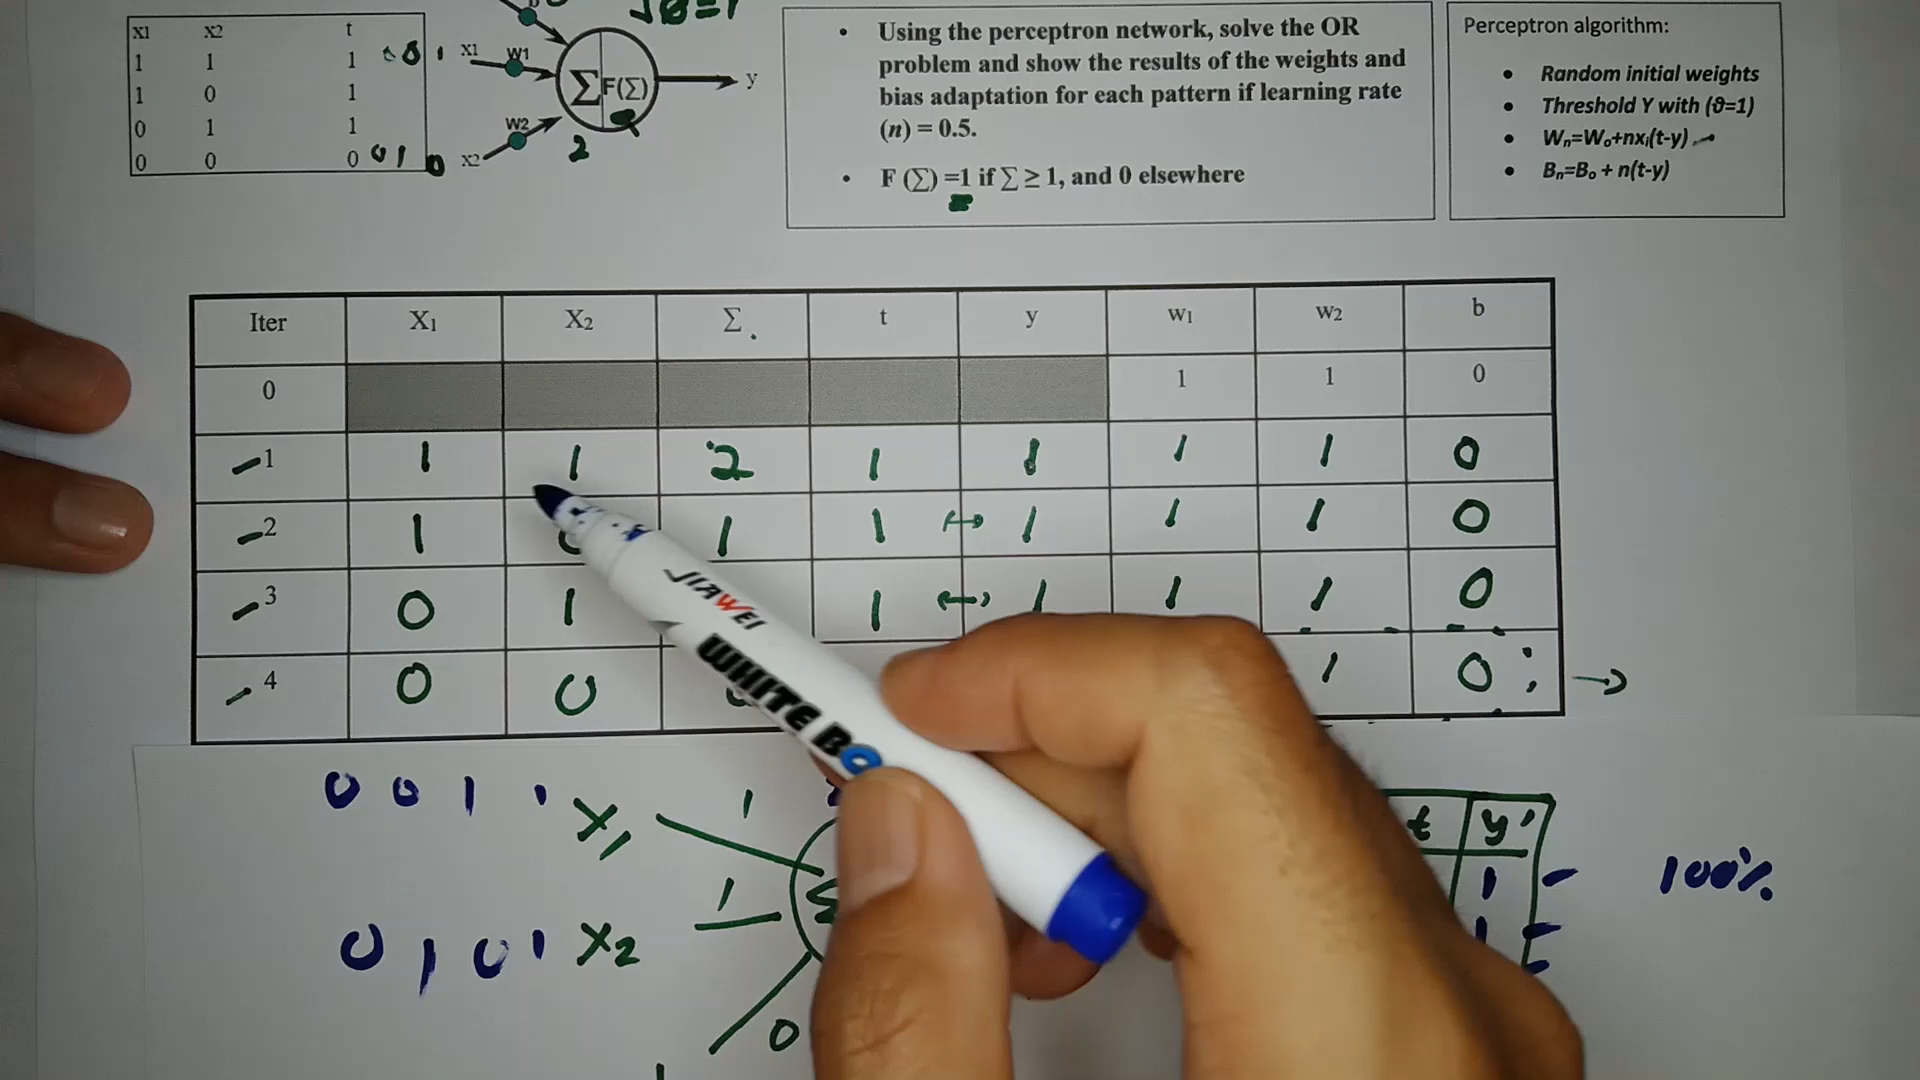 x1 x2 t
1 1 1
1 0 1
0 1 1
0 0 0
0 1 0
x1 W1
Σ F(Σ) y
W2
x2
2
θ=1
• Using the perceptron network, solve the OR
problem and show the results of the weights and
bias adaptation for each pattern if learning rate
(n) = 0.5.
• F (Σ) =1 if Σ ≥ 1, and 0 elsewhere
Perceptron algorithm:
• Random initial weights
• Threshold Y with (θ=1)
• Wn=Wo+nxi(t-y)
• Bn=Bo + n(t-y)
Iter X1 X2 Σ t y W1 W2 b
0 1 1 0
1 1 1 2 1 1 1 1 0
2 1 1 1 1 1 1 0
3 0 1 1 1 1 1 0
4 0 0 1 0
0 0 1 1 X1 1
0 1 0 1 X2 1
0
t y'
1
1
100%
JIAWEI
WHITE BO